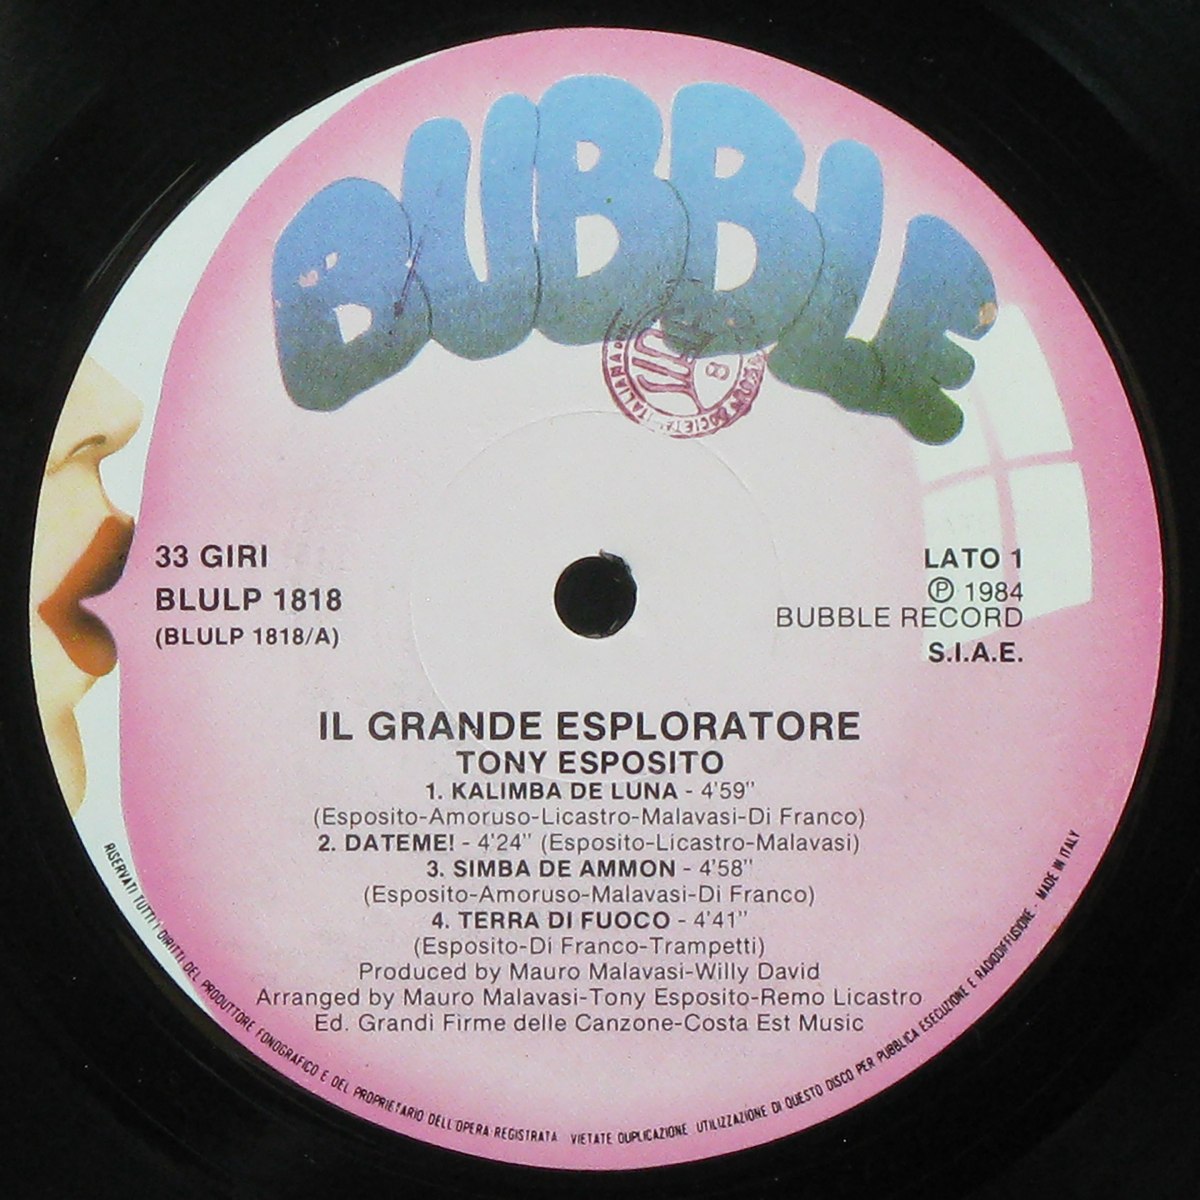 BUBBLE
33 GIRI
BLULP 1818
(BLULP 1818/A)
LATO 1
Ⓟ 1984
BUBBLE RECORD
S.I.A.E.
IL GRANDE ESPLORATORE
TONY ESPOSITO
1. KALIMBA DE LUNA - 4'59"
(Esposito-Amoruso-Licastro-Malavasi-Di Franco)
2. DATEME! - 4'24" (Esposito-Licastro-Malavasi)
3. SIMBA DE AMMON - 4'58"
(Esposito-Amoruso-Malavasi-Di Franco)
4. TERRA DI FUOCO - 4'41"
(Esposito-Di Franco-Trampetti)
Produced by Mauro Malavasi-Willy David
Arranged by Mauro Malavasi-Tony Esposito-Remo Licastro
Ed. Grandi Firme delle Canzone-Costa Est Music
RISERVATI TUTTI I DIRITTI DEL PRODUTTORE FONOGRAFICO E DEL PROPRIETARIO DELL'OPERA REGISTRATA VIETATE DUPLICAZIONE UTILIZZAZIONE DI QUESTO DISCO PER PUBBLICA ESECUZIONE E RADIODIFFUSIONE - MADE IN ITALY
SOCIETA ITALIANA
8